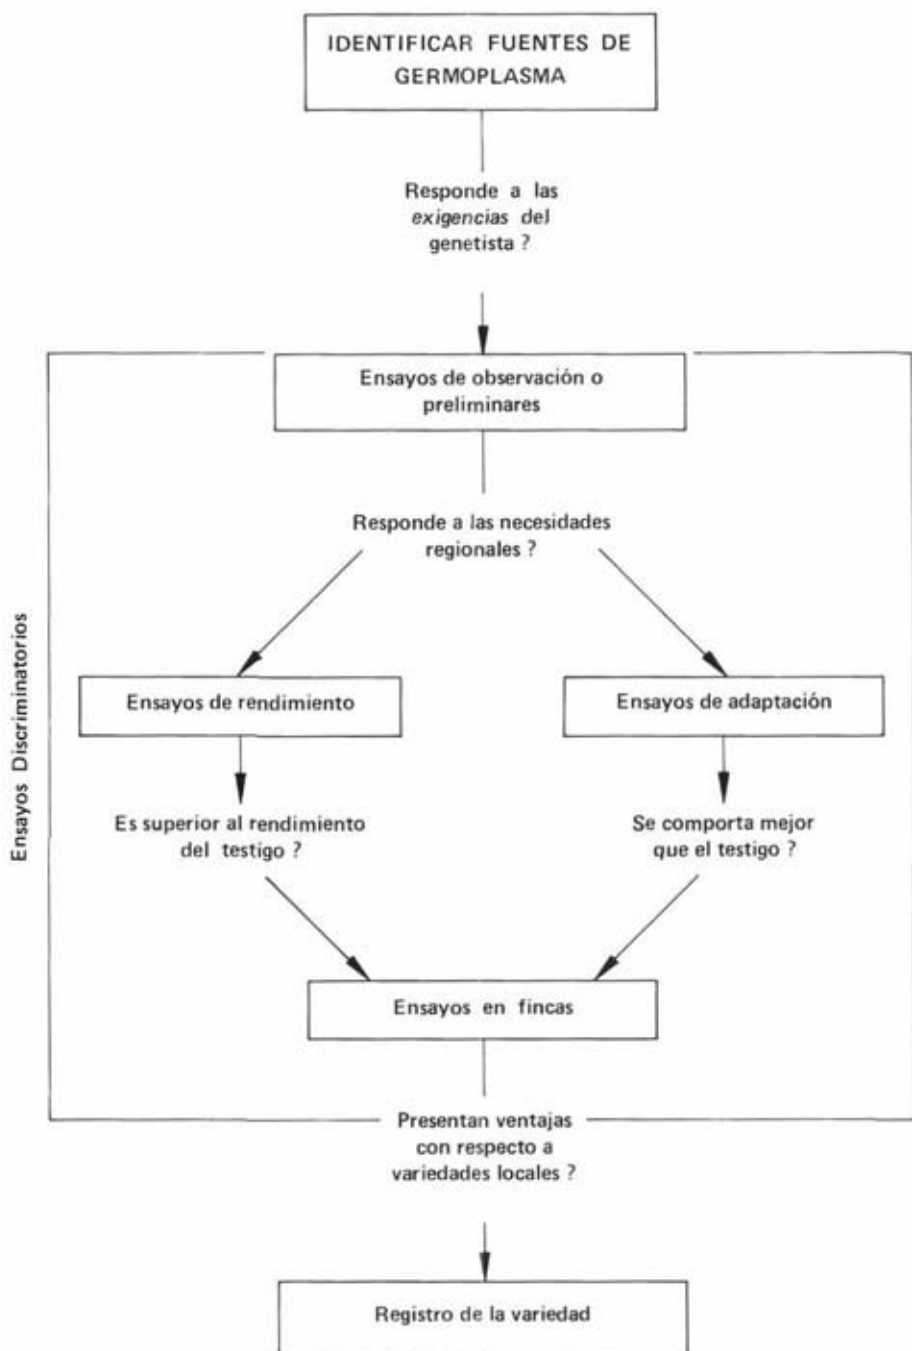 IDENTIFICAR FUENTES DE
GERMOPLASMA
Responde a las
exigencias del
genetista ?
Ensayos de observación o
preliminares
Responde a las necesidades
regionales ?
Ensayos Discriminatorios
Ensayos de rendimiento
Ensayos de adaptación
Es superior al rendimiento
del testigo ?
Se comporta mejor
que el testigo ?
Ensayos en fincas
Presentan ventajas
con respecto a
variedades locales ?
Registro de la variedad